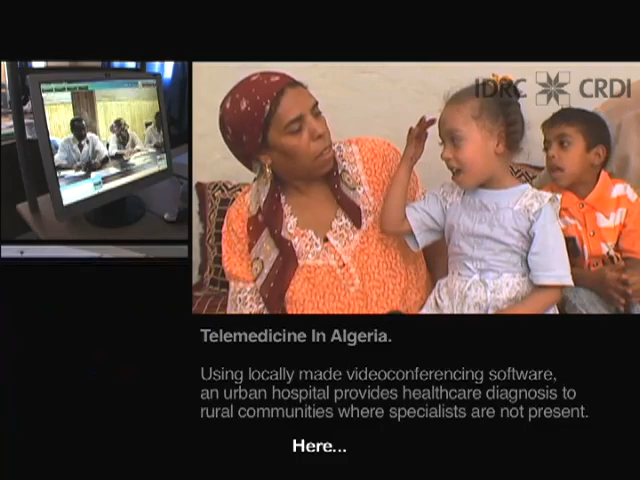 IDRC CRDI
Telemedicine In Algeria.
Using locally made videoconferencing software,
an urban hospital provides healthcare diagnosis to
rural communities where specialists are not present.
Here...